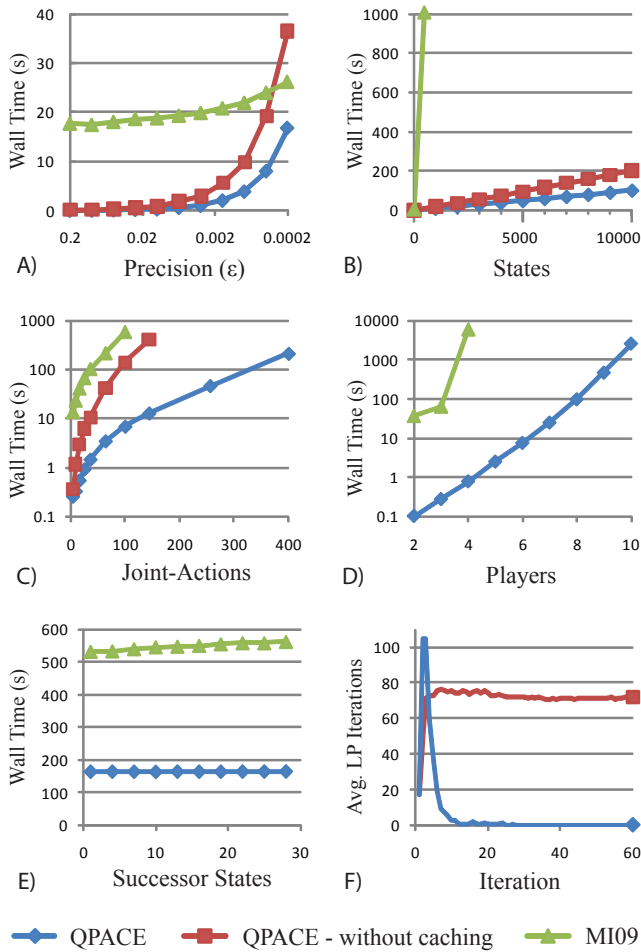 40
30
20
10
0
0.2
0.02
0.002
0.0002
Wall Time (s)
A)
Precision (ε)
1000
800
600
400
200
0
0
5000
10000
Wall Time (s)
B)
States
1000
100
10
1
0.1
0
100
200
300
400
Wall Time (s)
C)
Joint-Actions
10000
1000
100
10
1
0.1
2
4
6
8
10
Wall Time (s)
D)
Players
600
500
400
300
200
100
0
0
10
20
30
Wall Time (s)
E)
Successor States
100
80
60
40
20
0
0
20
40
60
Avg. LP Iterations
F)
Iteration
QPACE
QPACE - without caching
MI09